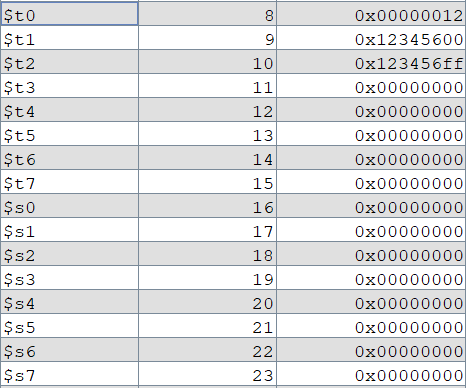 $t0 8 0x00000012
$t1 9 0x12345600
$t2 10 0x123456ff
$t3 11 0x00000000
$t4 12 0x00000000
$t5 13 0x00000000
$t6 14 0x00000000
$t7 15 0x00000000
$s0 16 0x00000000
$s1 17 0x00000000
$s2 18 0x00000000
$s3 19 0x00000000
$s4 20 0x00000000
$s5 21 0x00000000
$s6 22 0x00000000
$s7 23 0x00000000